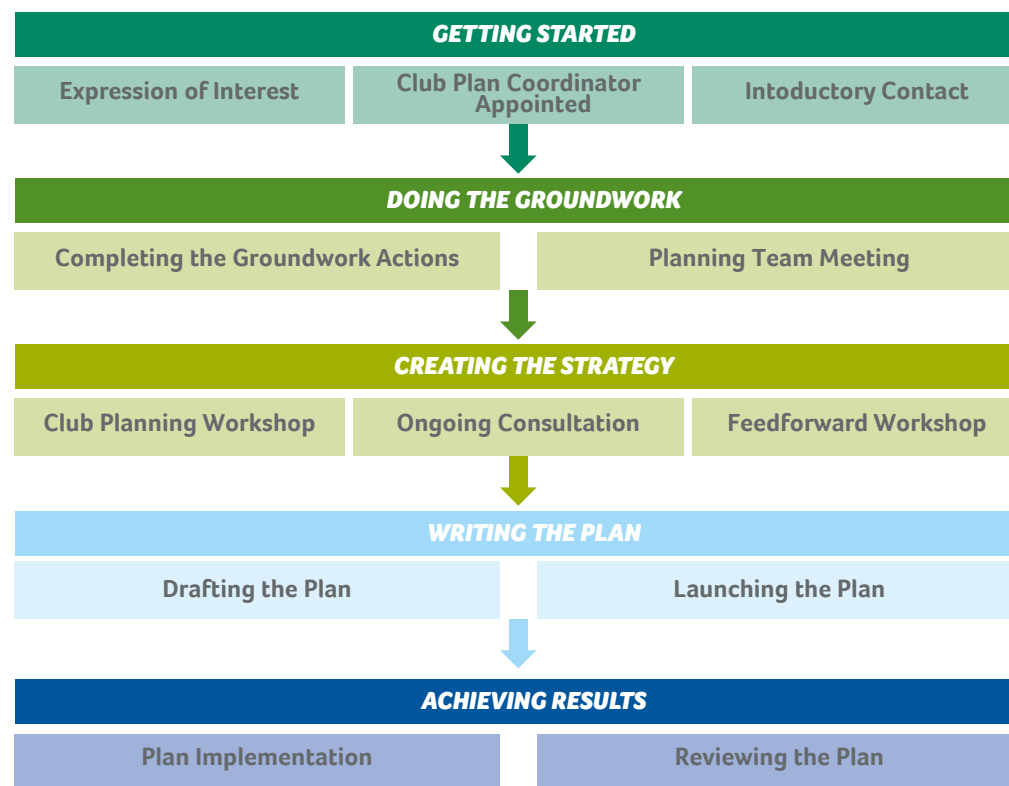 GETTING STARTED
Expression of Interest
Club Plan Coordinator
Appointed
Intoductory Contact
DOING THE GROUNDWORK
Completing the Groundwork Actions
Planning Team Meeting
CREATING THE STRATEGY
Club Planning Workshop
Ongoing Consultation
Feedforward Workshop
WRITING THE PLAN
Drafting the Plan
Launching the Plan
ACHIEVING RESULTS
Plan Implementation
Reviewing the Plan